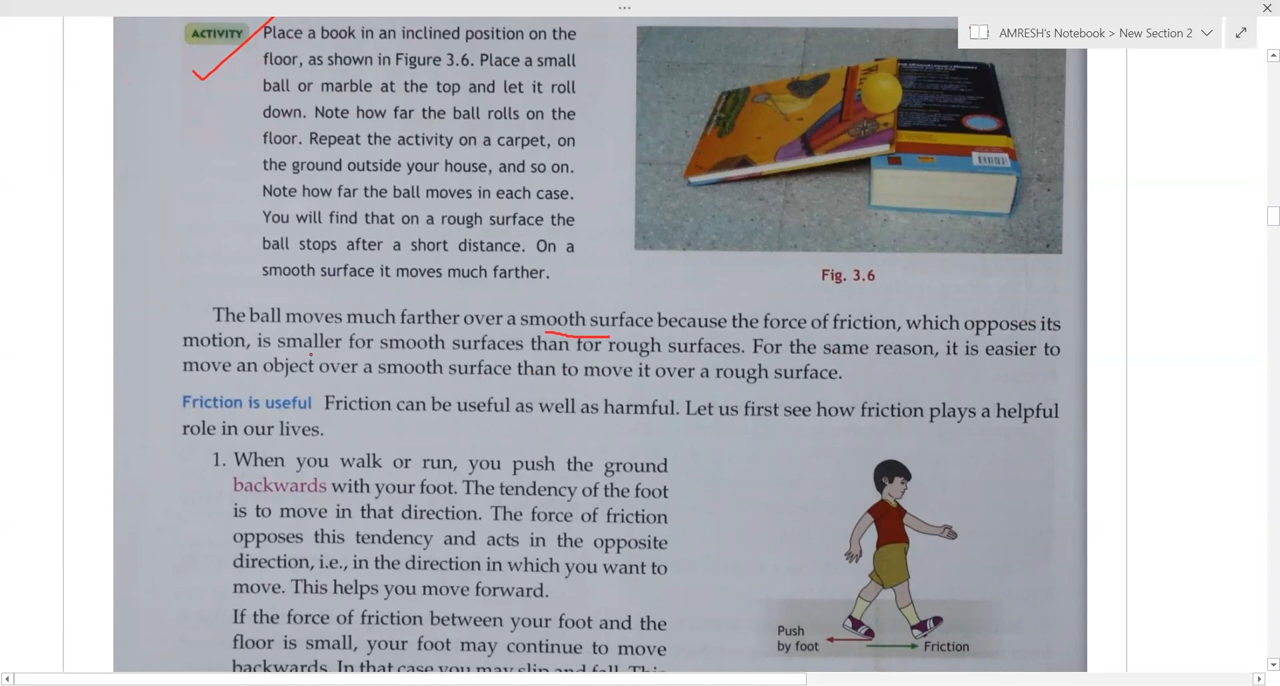 AMRESH's Notebook > New Section 2
ACTIVITY
Place a book in an inclined position on the
floor, as shown in Figure 3.6. Place a small
ball or marble at the top and let it roll
down. Note how far the ball rolls on the
floor. Repeat the activity on a carpet, on
the ground outside your house, and so on.
Note how far the ball moves in each case.
You will find that on a rough surface the
ball stops after a short distance. On a
smooth surface it moves much farther.
Fig. 3.6
The ball moves much farther over a smooth surface because the force of friction, which opposes its
motion, is smaller for smooth surfaces than for rough surfaces. For the same reason, it is easier to
move an object over a smooth surface than to move it over a rough surface.
Friction is useful Friction can be useful as well as harmful. Let us first see how friction plays a helpful
role in our lives.
1. When you walk or run, you push the ground
backwards with your foot. The tendency of the foot
is to move in that direction. The force of friction
opposes this tendency and acts in the opposite
direction, i.e., in the direction in which you want to
move. This helps you move forward.
If the force of friction between your foot and the
floor is small, your foot may continue to move
backwards. In that case you may slip and fall. This
Push
by foot
Friction